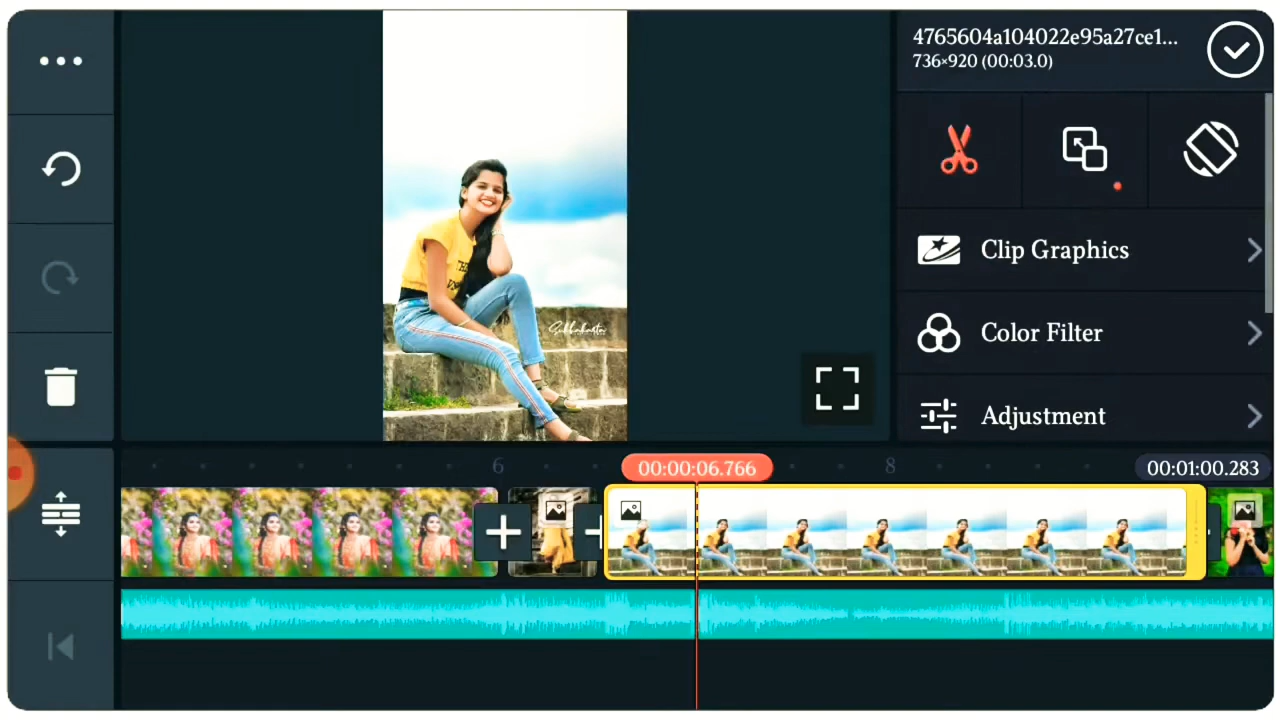 4765604a104022e95a27ce1...
736×920 (00:03.0)
Clip Graphics
Color Filter
Adjustment
6
00:00:06.766
8
00:01:00.283